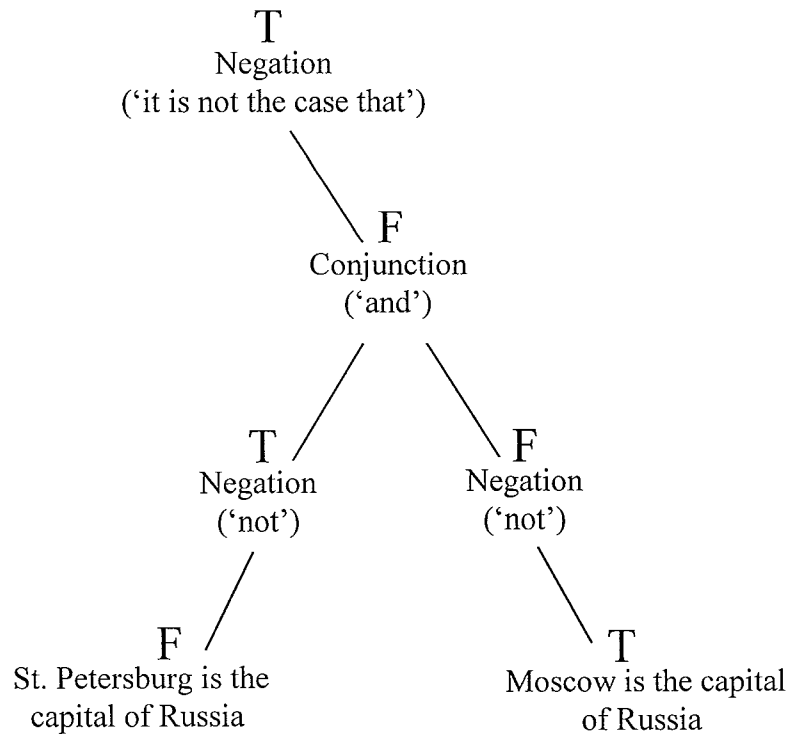 T
Negation
(‘it is not the case that’)
F
Conjunction
(‘and’)
T
Negation
(‘not’)
F
Negation
(‘not’)
F
St. Petersburg is the
capital of Russia
T
Moscow is the capital
of Russia